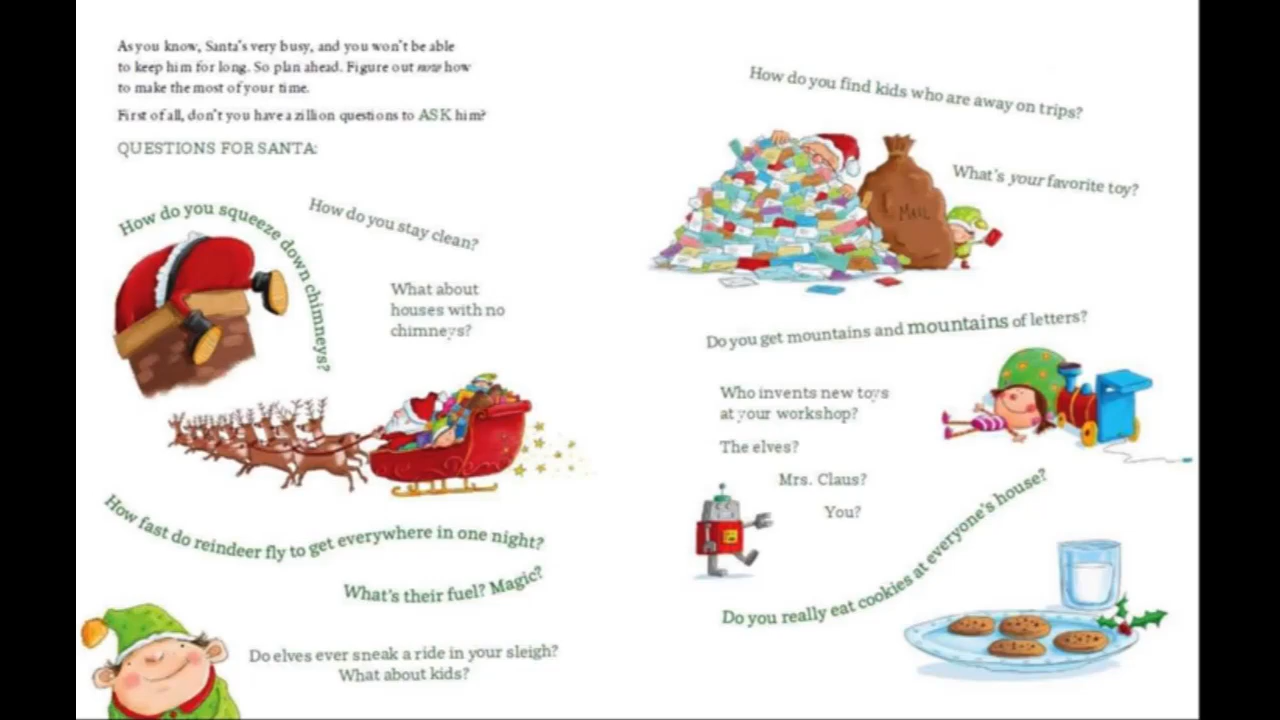 As you know, Santa's very busy, and you won't be able
to keep him for long. So plan ahead. Figure out now how
to make the most of your time.
First of all, don't you have a zillion questions to ASK him?
QUESTIONS FOR SANTA:
How do you squeeze down chimneys?
How do you stay clean?
What about
houses with no
chimneys?
How fast do reindeer fly to get everywhere in one night?
What's their fuel? Magic?
Do elves ever sneak a ride in your sleigh?
What about kids?
How do you find kids who are away on trips?
What's your favorite toy?
MAIL
Do you get mountains and mountains of letters?
Who invents new toys
at your workshop?
The elves?
Mrs. Claus?
You?
Do you really eat cookies at everyone's house?